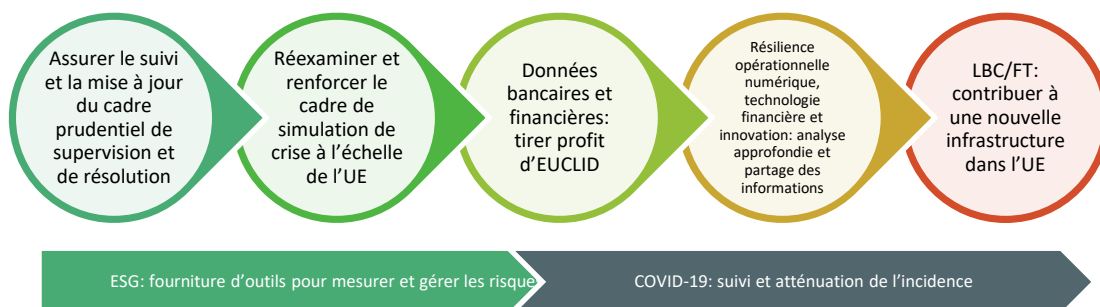 Assurer le suivi
et la mise à jour
du cadre
prudentiel de
supervision et
de résolution
Réexaminer et
renforcer le
cadre de
simulation de
crise à l'échelle
de l'UE
Données
bancaires et
financières:
tirer profit
d'EUCLID
Résilience
opérationnelle
numérique,
technologie
financière et
innovation: analyse
approfondie et
partage des
informations
LBC/FT:
contribuer à
une nouvelle
infrastructure
dans l'UE
ESG: fourniture d'outils pour mesurer et gérer les risque
COVID-19: suivi et atténuation de l'incidence